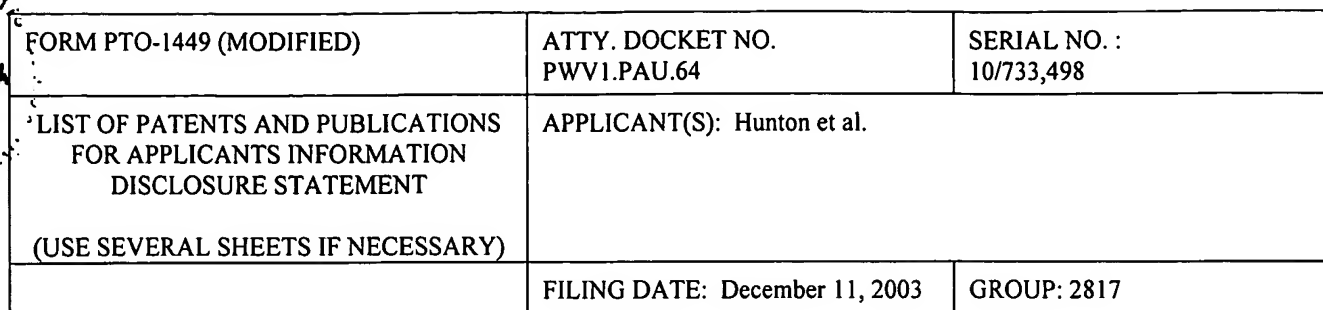 FORM PTO-1449 (MODIFIED)
ATTY. DOCKET NO.
PWV1.PAU.64
SERIAL NO. :
10/733,498
LIST OF PATENTS AND PUBLICATIONS
FOR APPLICANTS INFORMATION
DISCLOSURE STATEMENT
(USE SEVERAL SHEETS IF NECESSARY)
APPLICANT(S): Hunton et al.
FILING DATE: December 11, 2003
GROUP: 2817